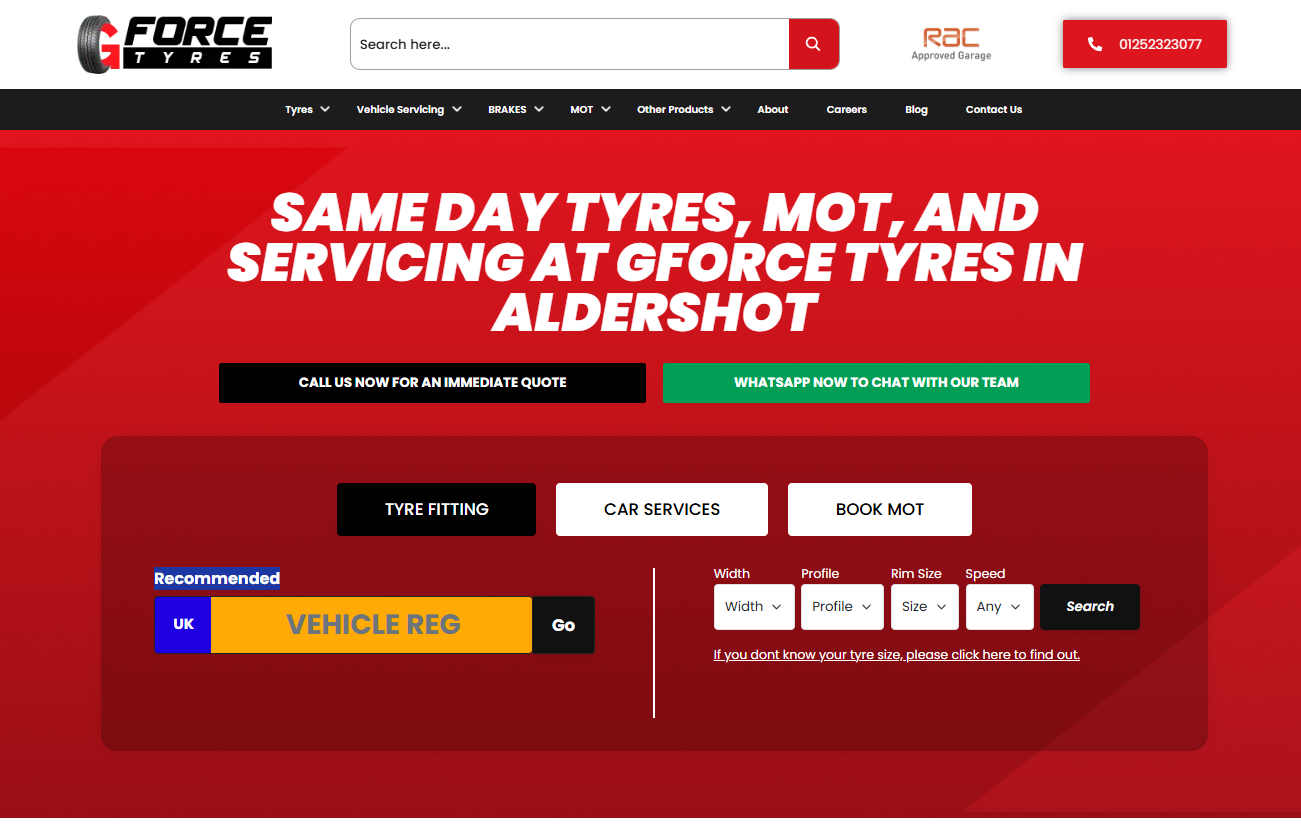 GFORCE
TYRES
Search here...
RAC
Approved Garage
01252323077
Tyres
Vehicle Servicing
BRAKES
MOT
Other Products
About
Careers
Blog
Contact Us
SAME DAY TYRES, MOT, AND
SERVICING AT GFORCE TYRES IN
ALDERSHOT
CALL US NOW FOR AN IMMEDIATE QUOTE
WHATSAPP NOW TO CHAT WITH OUR TEAM
TYRE FITTING
CAR SERVICES
BOOK MOT
Recommended
UK
VEHICLE REG
Go
Width
Profile
Rim Size
Speed
Width
Profile
Size
Any
Search
If you dont know your tyre size, please click here to find out.